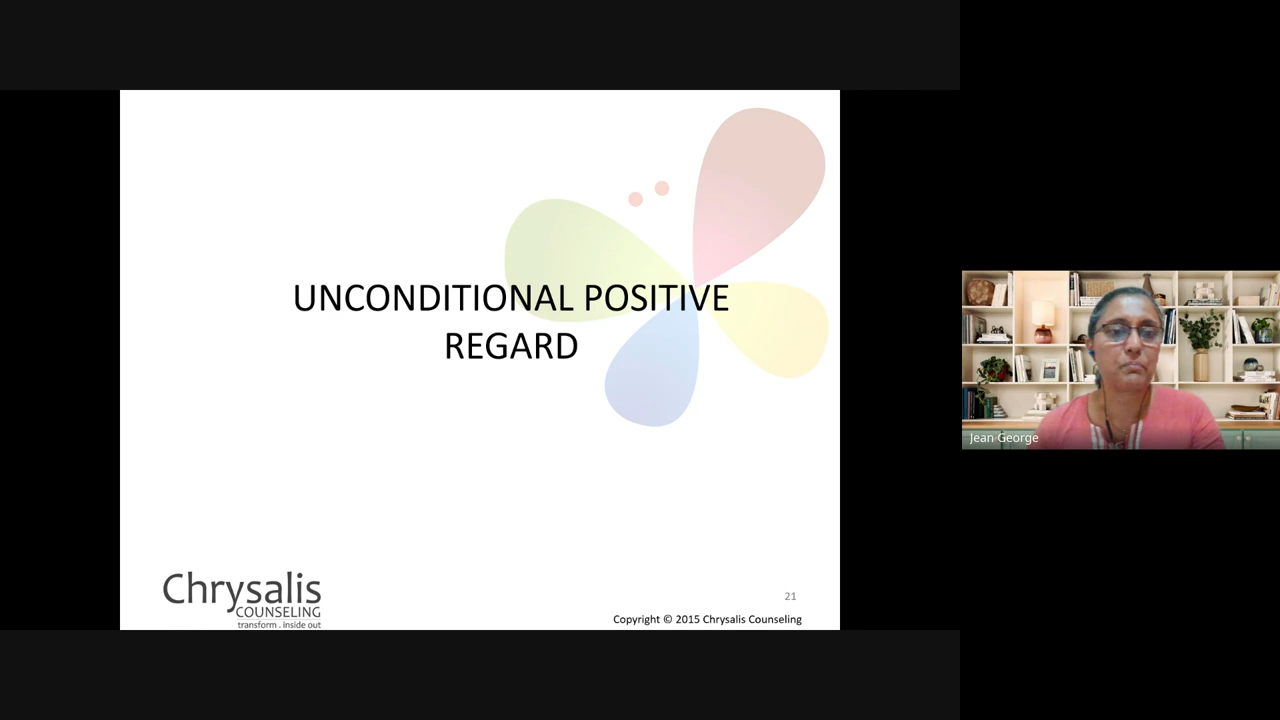 UNCONDITIONAL POSITIVE
REGARD
Chrysalis
COUNSELING
transform . inside out
21
Copyright © 2015 Chrysalis Counseling
Jean George